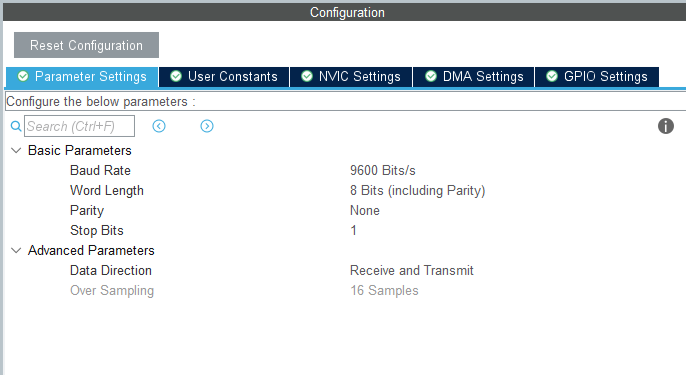 Configuration
Reset Configuration
Parameter Settings User Constants NVIC Settings DMA Settings GPIO Settings
Configure the below parameters :
Search (Ctrl+F)
Basic Parameters
Baud Rate 9600 Bits/s
Word Length 8 Bits (including Parity)
Parity None
Stop Bits 1
Advanced Parameters
Data Direction Receive and Transmit
Over Sampling 16 Samples